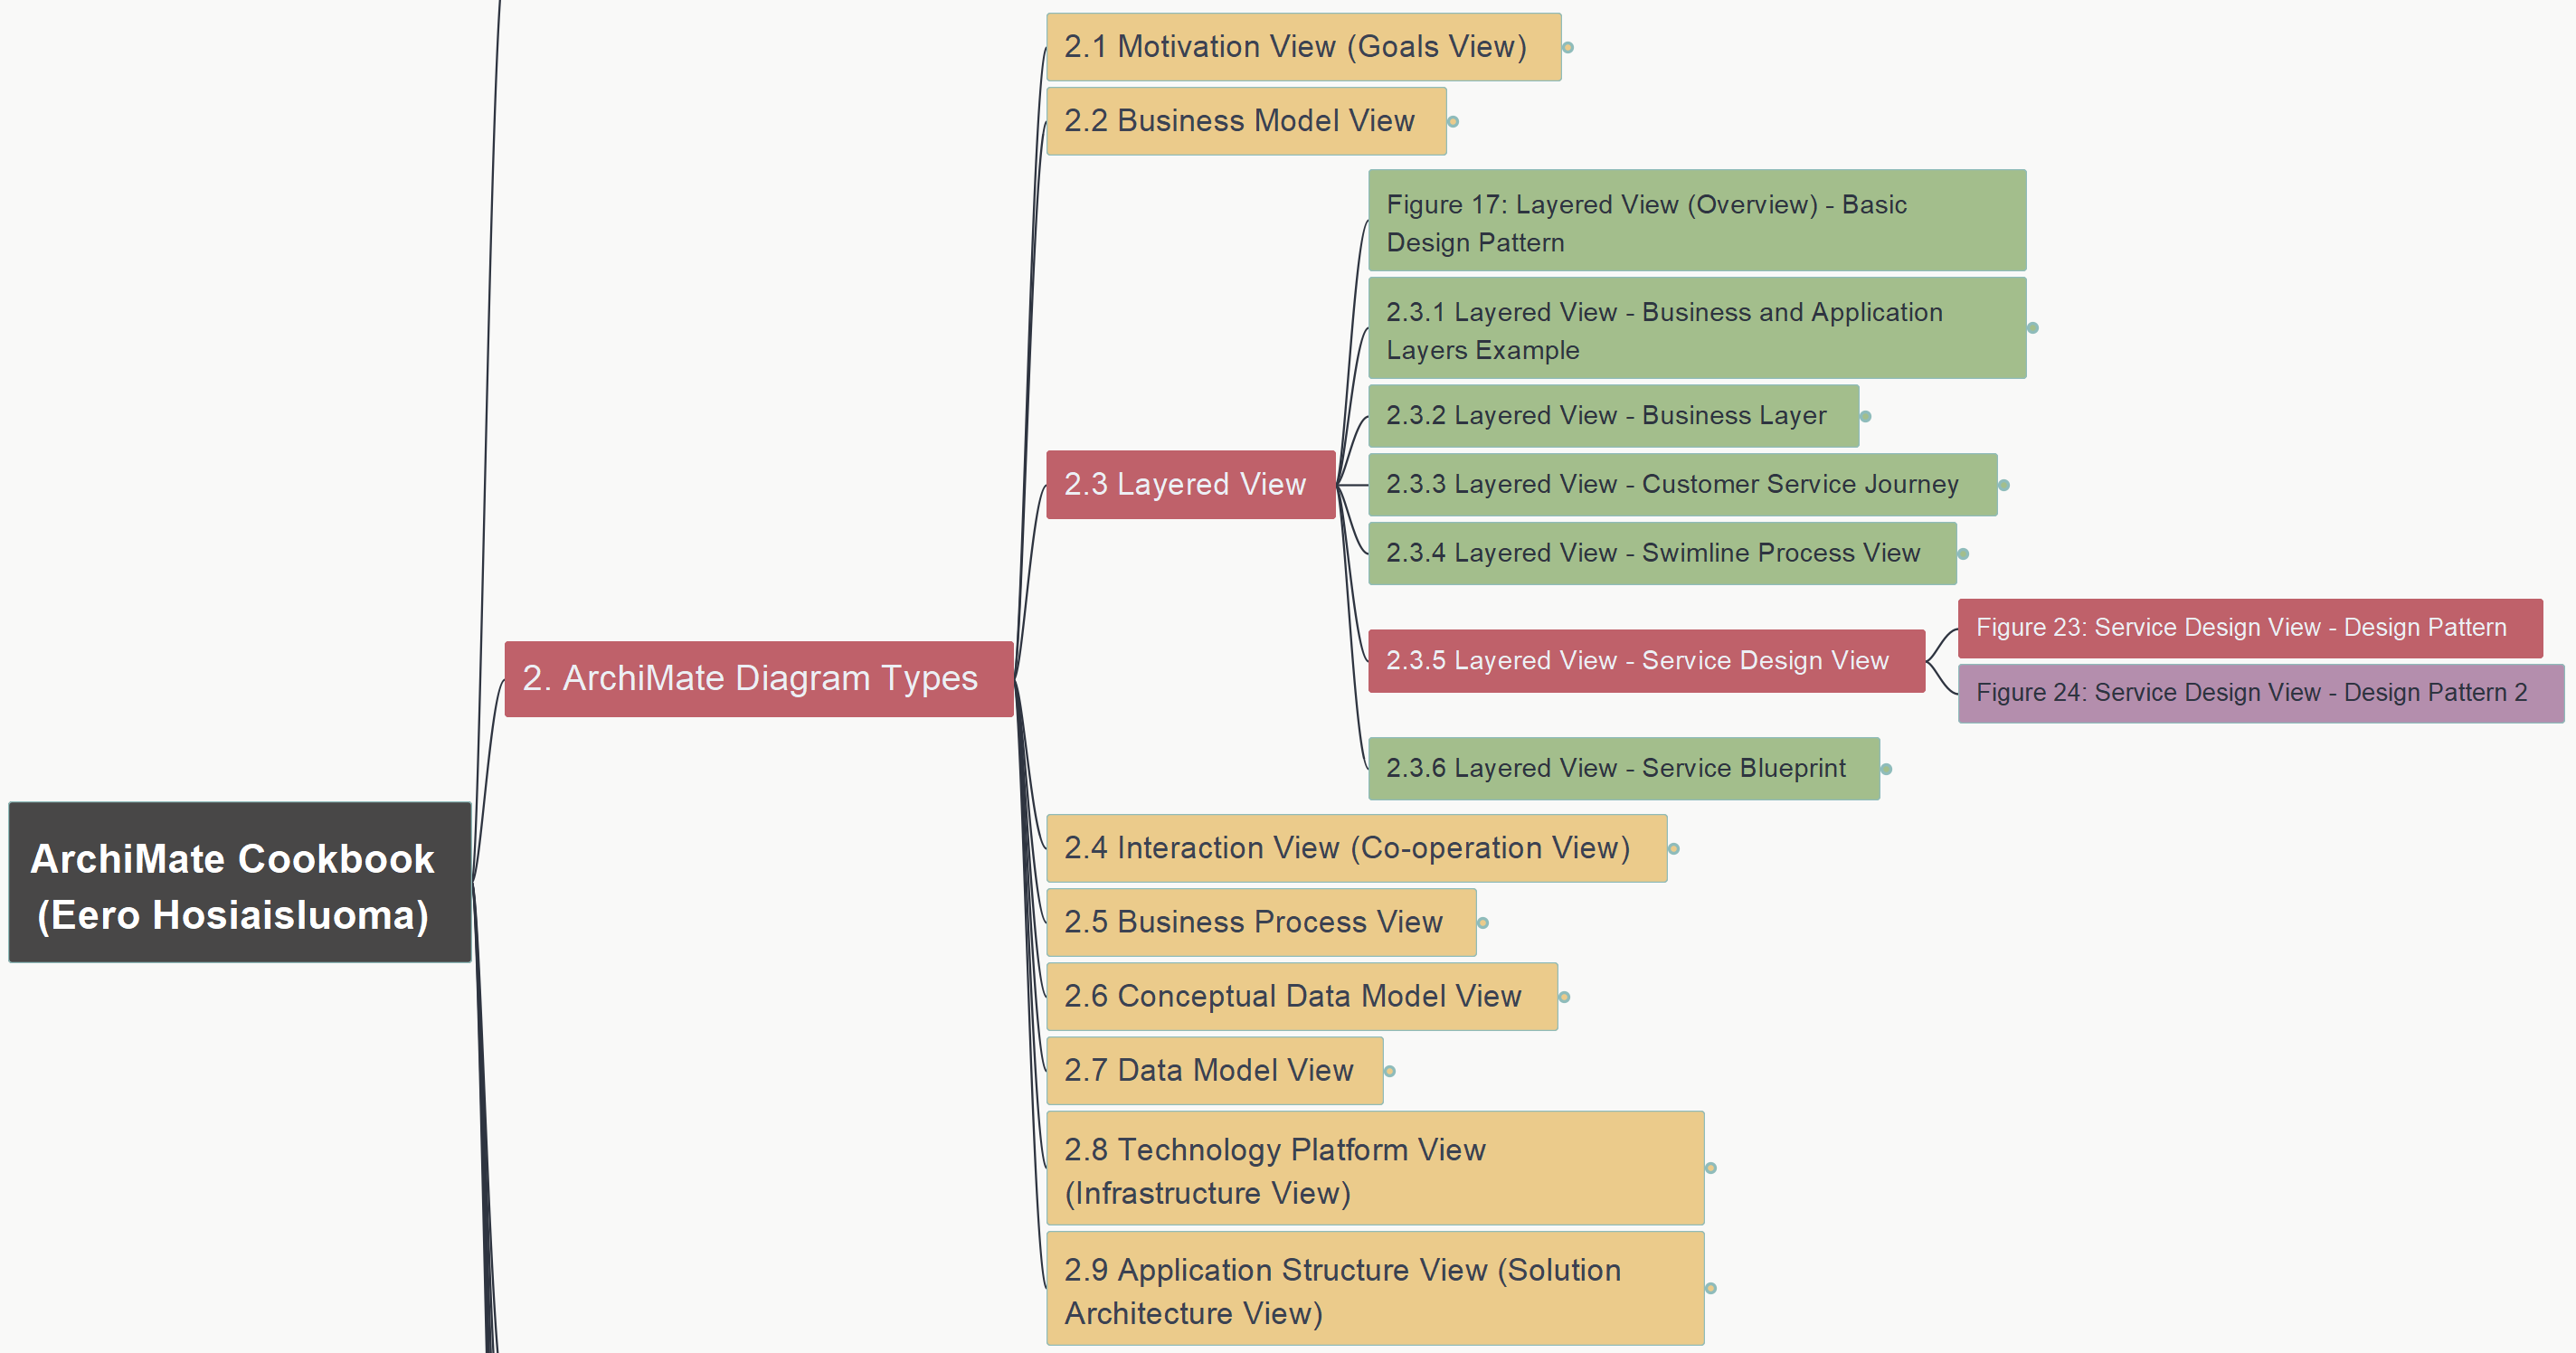 2.1 Motivation View (Goals View)
2.2 Business Model View
Figure 17: Layered View (Overview) - Basic
Design Pattern
2.3.1 Layered View - Business and Application
Layers Example
2.3.2 Layered View - Business Layer
2.3 Layered View
2.3.3 Layered View - Customer Service Journey
2.3.4 Layered View - Swimline Process View
2.3.5 Layered View - Service Design View
Figure 23: Service Design View - Design Pattern
Figure 24: Service Design View - Design Pattern 2
2. ArchiMate Diagram Types
2.3.6 Layered View - Service Blueprint
ArchiMate Cookbook
(Eero Hosiaisluoma)
2.4 Interaction View (Co-operation View)
2.5 Business Process View
2.6 Conceptual Data Model View
2.7 Data Model View
2.8 Technology Platform View
(Infrastructure View)
2.9 Application Structure View (Solution
Architecture View)